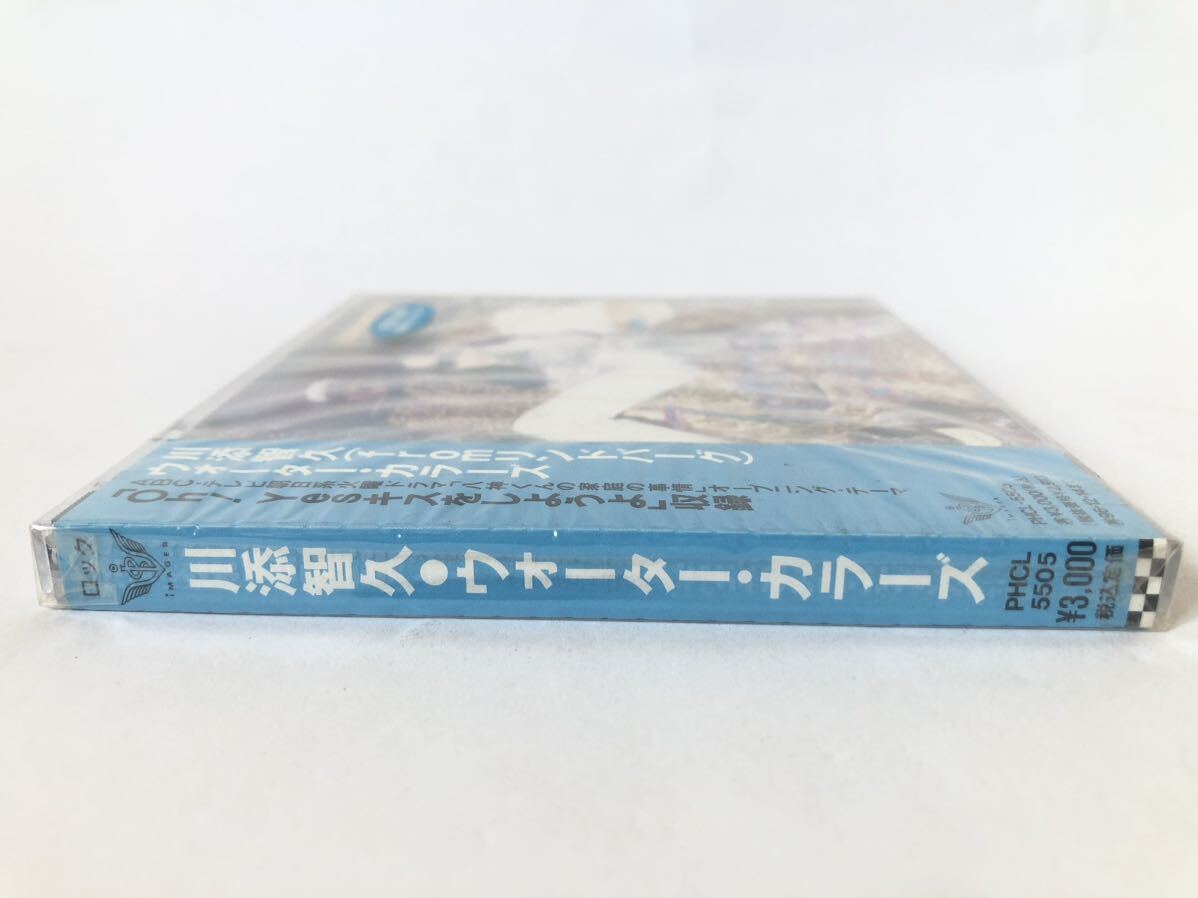 川添智久(fromリンドバーグ)
ウォーター・カラーズ
ABC・テレビ朝日系火曜ドラマ「八神くんの家庭の事情」オープニング・テーマ
「Oh! Yesキスをしようよ」収録
ロック
IMAGES
川添智久●ウォーター・カラーズ
PHCL
5505
¥3,000
税込定価